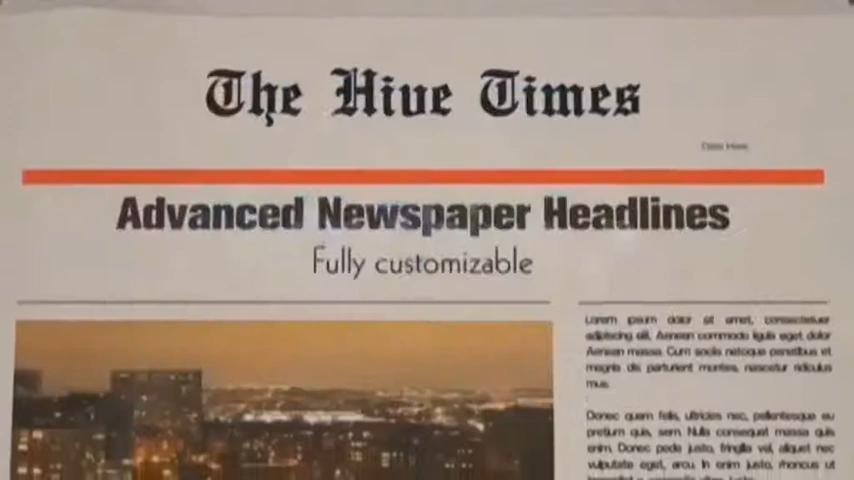 The Hive Times
Advanced Newspaper Headlines
Fully customizable
Lorem ipsum dolor sit amet, consectetuer
adipiscing elit. Aenean commodo ligula eget dolor
Aenean massa. Cum sociis natoque penatibus et
magnis dis parturient montes, nascetur ridiculus
mus.
Donec quam felis, ultricies nec, pellentesque eu
pretium quis, sem. Nulla consequat massa quis
enim. Donec pede justo, fringilla vel, aliquet nec
vulputate eget, arcu. In enim justo, rhoncus ut